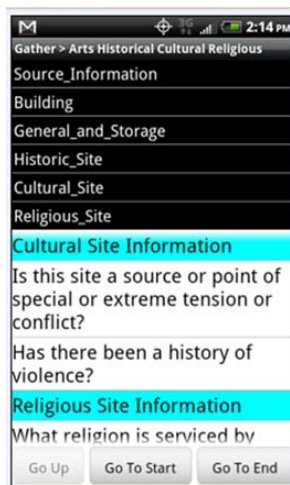 3G 2:14 PM
Gather > Arts Historical Cultural Religious
Source_Information
Building
General_and_Storage
Historic_Site
Cultural_Site
Religious_Site
Cultural Site Information
Is this site a source or point of
special or extreme tension or
conflict?
Has there been a history of
violence?
Religious Site Information
What religion is serviced by
Go Up Go To Start Go To End